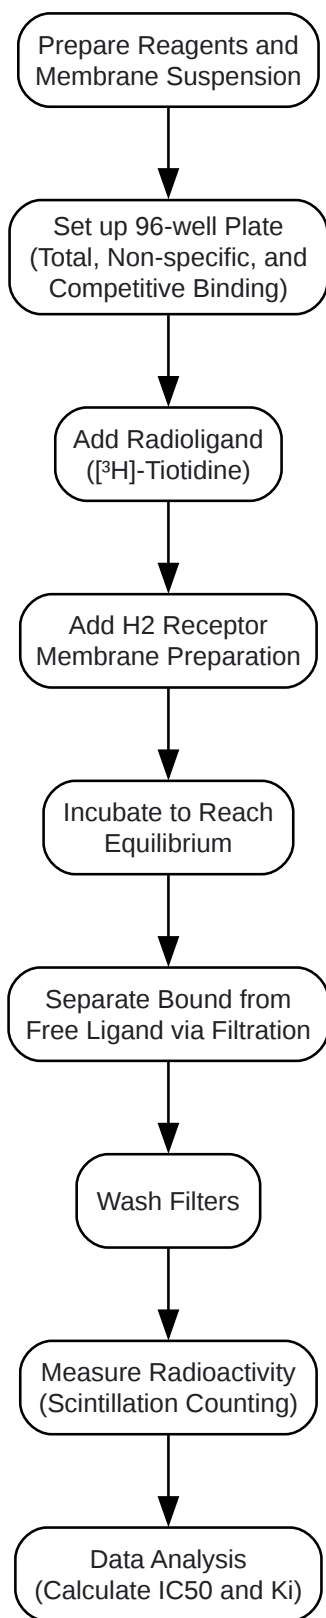 Prepare Reagents and
Membrane Suspension
Set up 96-well Plate
(Total, Non-specific, and
Competitive Binding)
Add Radioligand
([³H]-Tiotidine)
Add H2 Receptor
Membrane Preparation
Incubate to Reach
Equilibrium
Separate Bound from
Free Ligand via Filtration
Wash Filters
Measure Radioactivity
(Scintillation Counting)
Data Analysis
(Calculate IC50 and Ki)